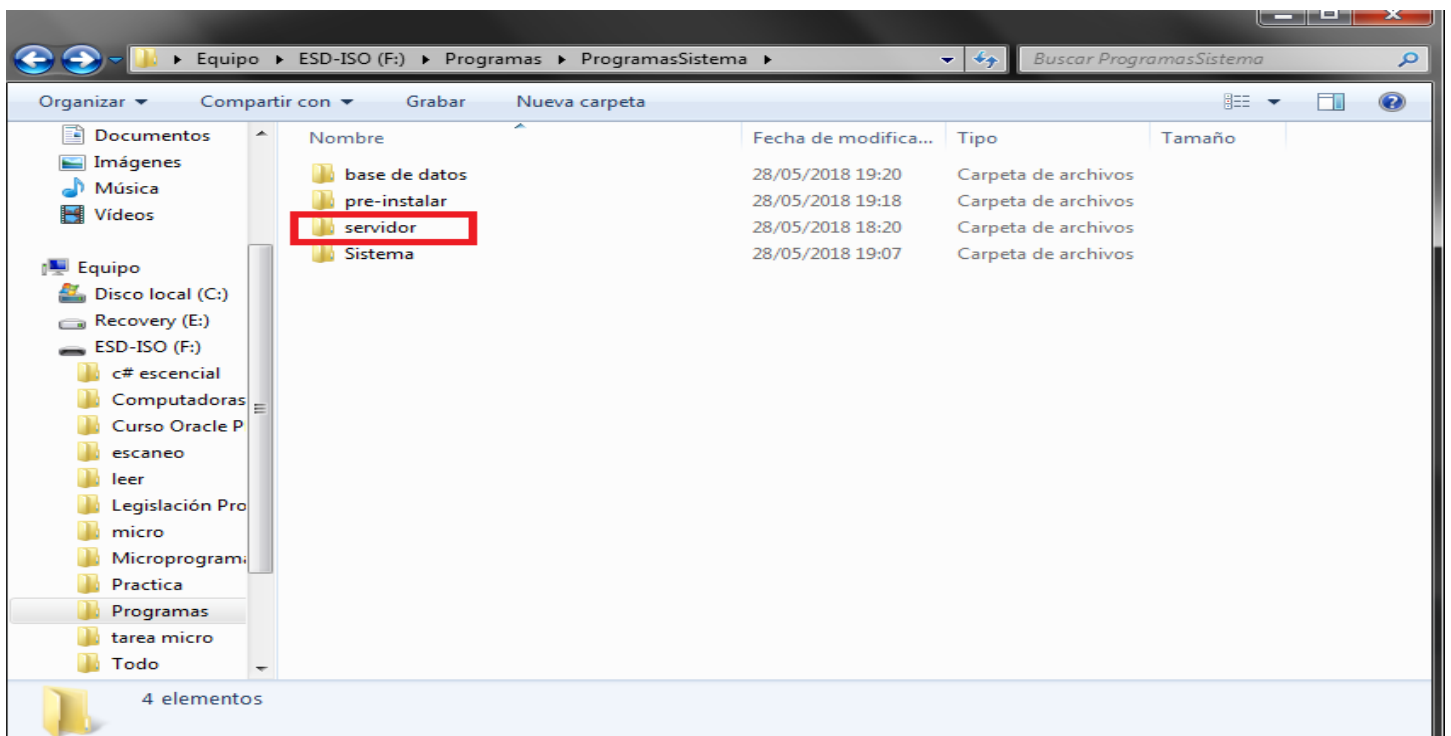 Equipo ESD-ISO (F:) Programas ProgramasSistema Buscar ProgramasSistema
Organizar Compartir con Grabar Nueva carpeta
Documentos
Imágenes
Música
Vídeos
Equipo
Disco local (C:)
Recovery (E:)
ESD-ISO (F:)
c# escencial
Computadoras
Curso Oracle P
escaneo
leer
Legislación Pro
micro
Microprograma
Practica
Programas
tarea micro
Todo
Nombre Fecha de modifica... Tipo Tamaño
base de datos 28/05/2018 19:20 Carpeta de archivos
pre-instalar 28/05/2018 19:18 Carpeta de archivos
servidor 28/05/2018 18:20 Carpeta de archivos
Sistema 28/05/2018 19:07 Carpeta de archivos
4 elementos